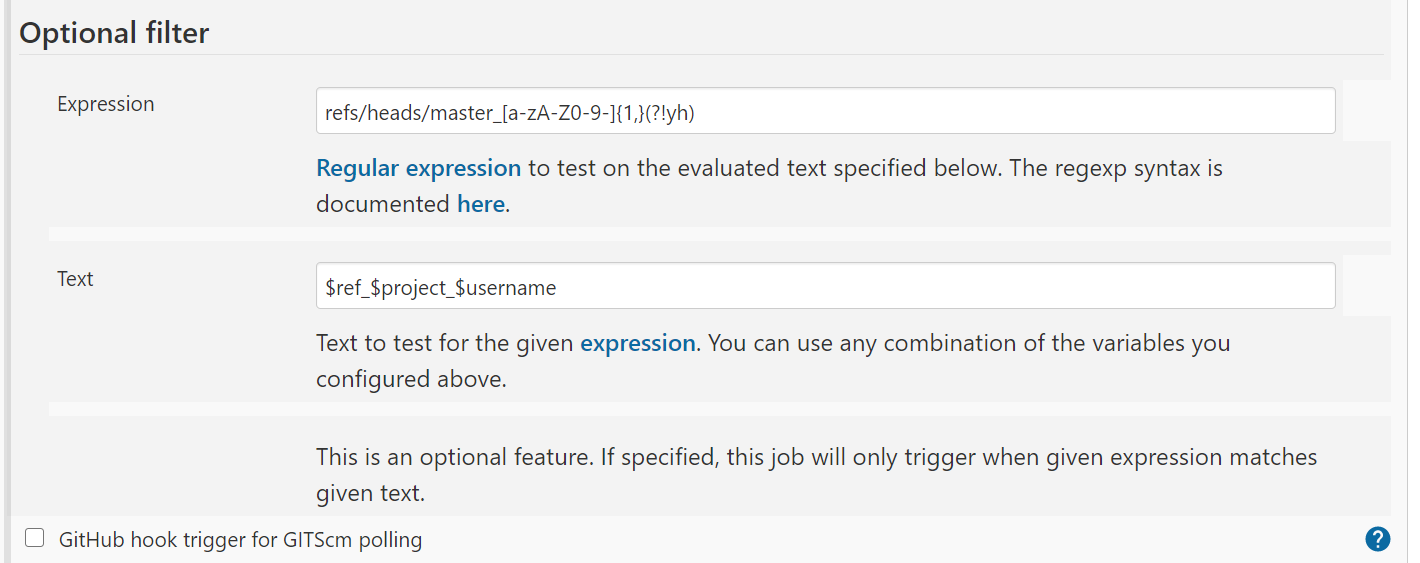 Optional filter
Expression
refs/heads/master_[a-zA-Z0-9-]{1,}(?!yh)
Regular expression to test on the evaluated text specified below. The regexp syntax is
documented here.
Text
$ref_$project_$username
Text to test for the given expression. You can use any combination of the variables you
configured above.
This is an optional feature. If specified, this job will only trigger when given expression matches
given text.
GitHub hook trigger for GITScm polling
?